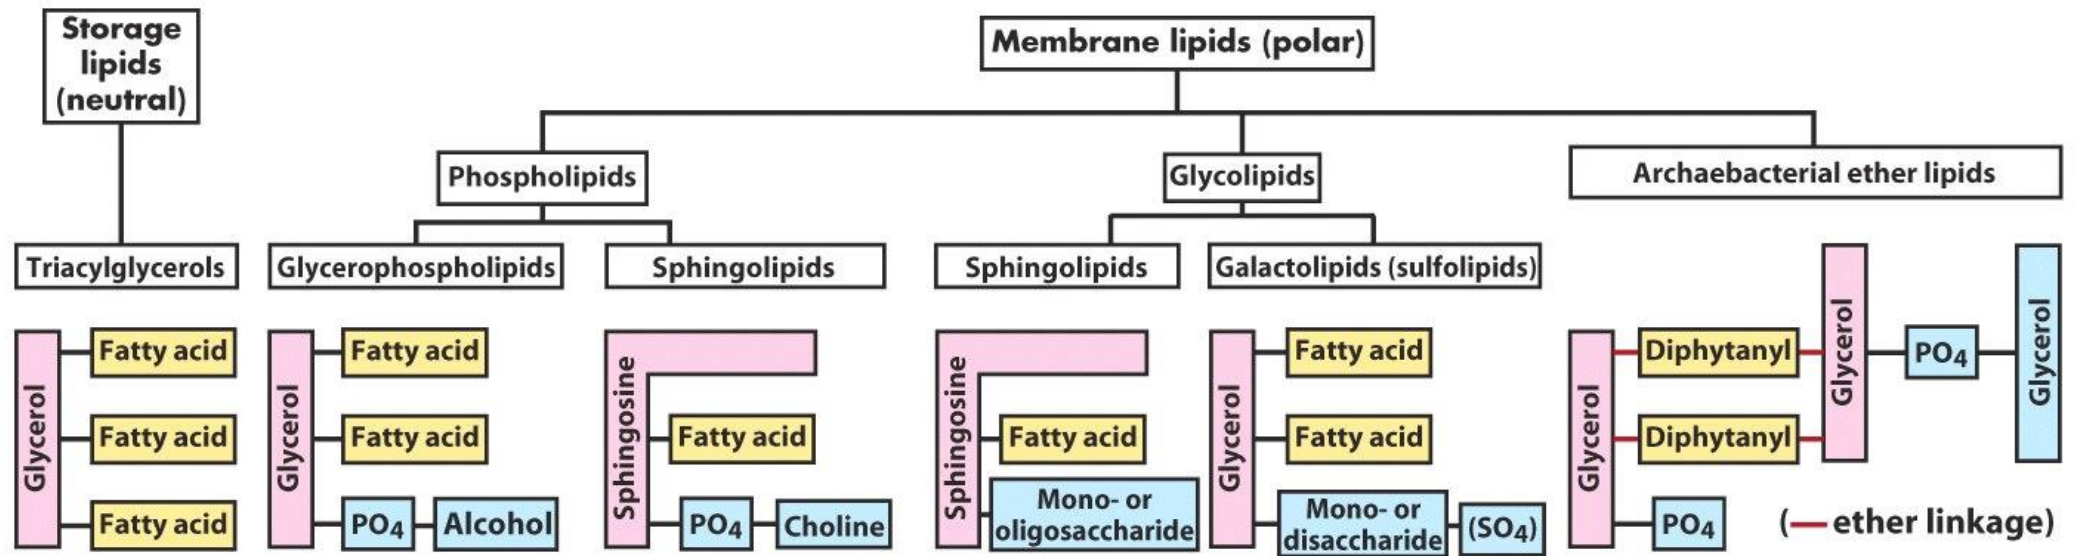 Storage
lipids
(neutral)
Membrane lipids (polar)
Phospholipids
Glycolipids
Archaebacterial ether lipids
Triacylglycerols
Glycerophospholipids
Sphingolipids
Sphingolipids
Galactolipids (sulfolipids)
Glycerol
Fatty acid
Fatty acid
Fatty acid
Glycerol
Fatty acid
Fatty acid
PO4
Alcohol
Sphingosine
Fatty acid
PO4
Choline
Sphingosine
Fatty acid
Mono- or
oligosaccharide
Glycerol
Fatty acid
Fatty acid
Mono- or
disaccharide
(SO4)
Glycerol
Diphytanyl
Diphytanyl
PO4
Glycerol
PO4
Glycerol
(— ether linkage)